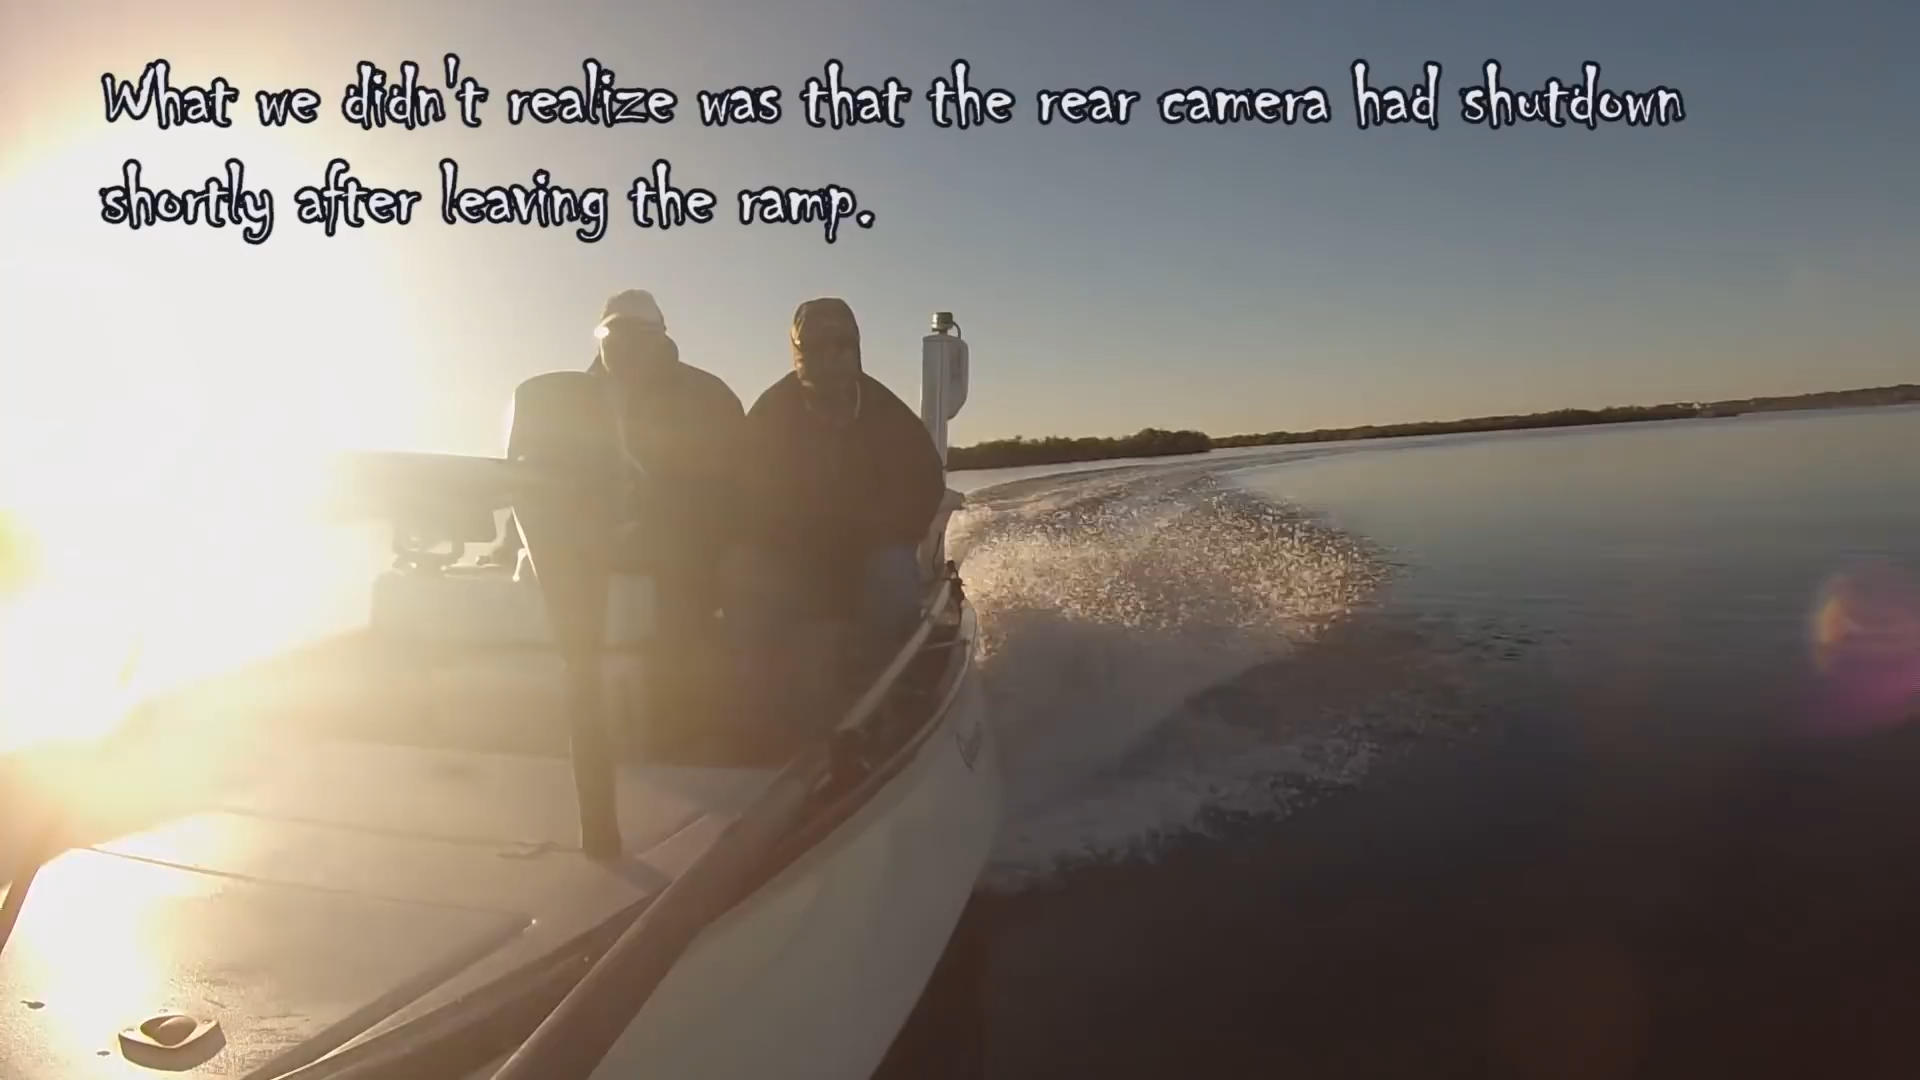 What we didn't realize was that the rear camera had shutdown
shortly after leaving the ramp.